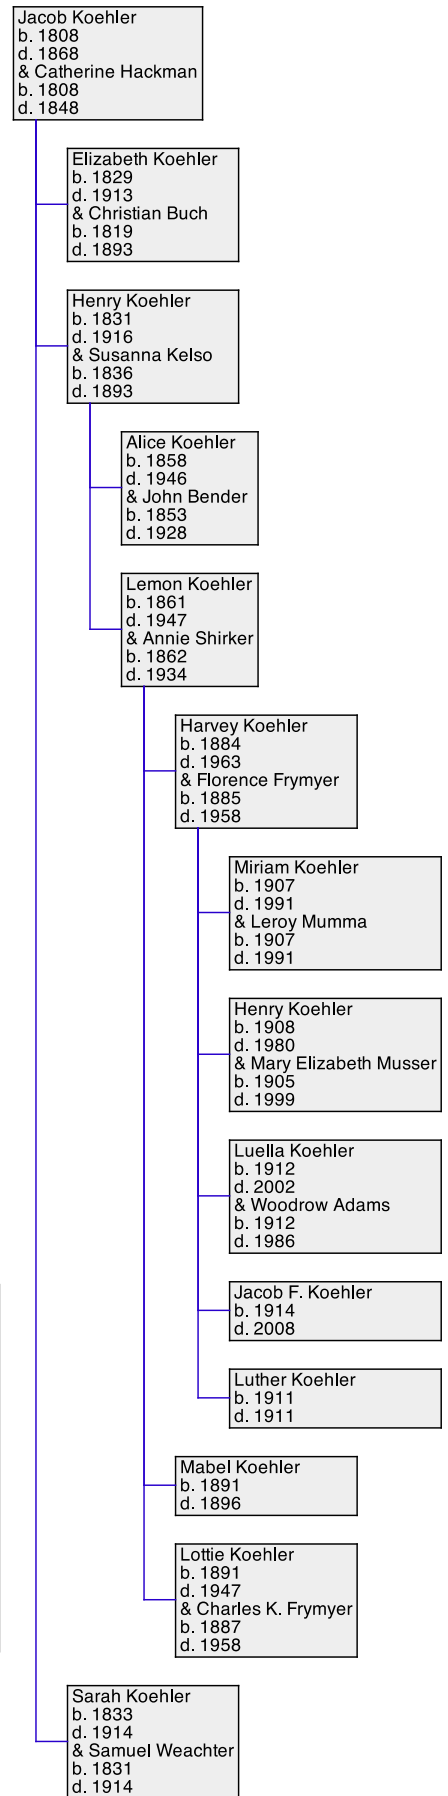 Jacob Koehler
b. 1808
d. 1868
& Catherine Hackman
b. 1808
d. 1848
Elizabeth Koehler
b. 1829
d. 1913
& Christian Buch
b. 1819
d. 1893
Henry Koehler
b. 1831
d. 1916
& Susanna Kelso
b. 1836
d. 1893
Alice Koehler
b. 1858
d. 1946
& John Bender
b. 1853
d. 1928
Lemon Koehler
b. 1861
d. 1947
& Annie Shirker
b. 1862
d. 1934
Harvey Koehler
b. 1884
d. 1963
& Florence Frymyer
b. 1885
d. 1958
Miriam Koehler
b. 1907
d. 1991
& Leroy Mumma
b. 1907
d. 1991
Henry Koehler
b. 1908
d. 1980
& Mary Elizabeth Musser
b. 1905
d. 1999
Luella Koehler
b. 1912
d. 2002
& Woodrow Adams
b. 1912
d. 1986
Jacob F. Koehler
b. 1914
d. 2008
Luther Koehler
b. 1911
d. 1911
Mabel Koehler
b. 1891
d. 1896
Lottie Koehler
b. 1891
d. 1947
& Charles K. Frymyer
b. 1887
d. 1958
Sarah Koehler
b. 1833
d. 1914
& Samuel Weachter
b. 1831
d. 1914